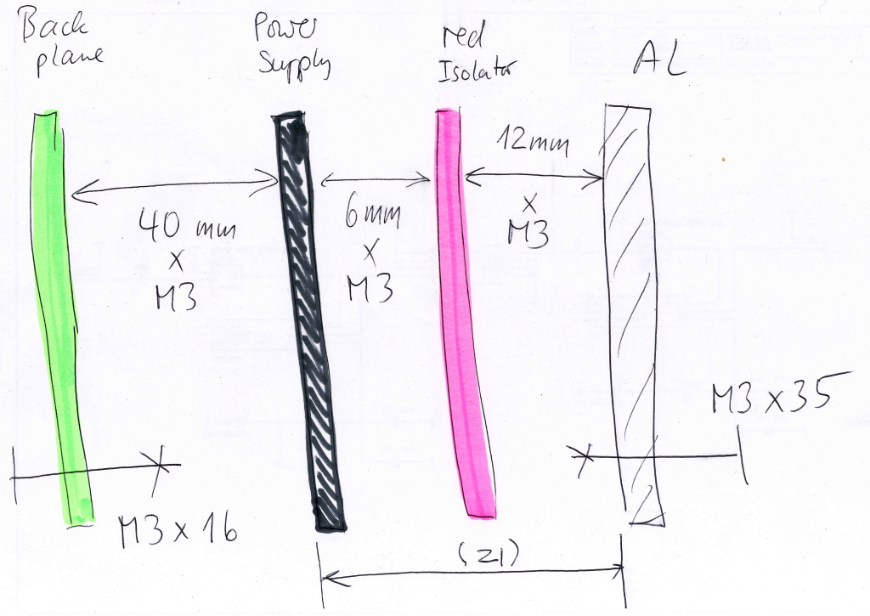 Back
plane
Power
Supply
red
Isolator
AL
40 mm
x
M3
6mm
x
M3
12mm
x
M3
M3 x 35
M3 x 16
(21)